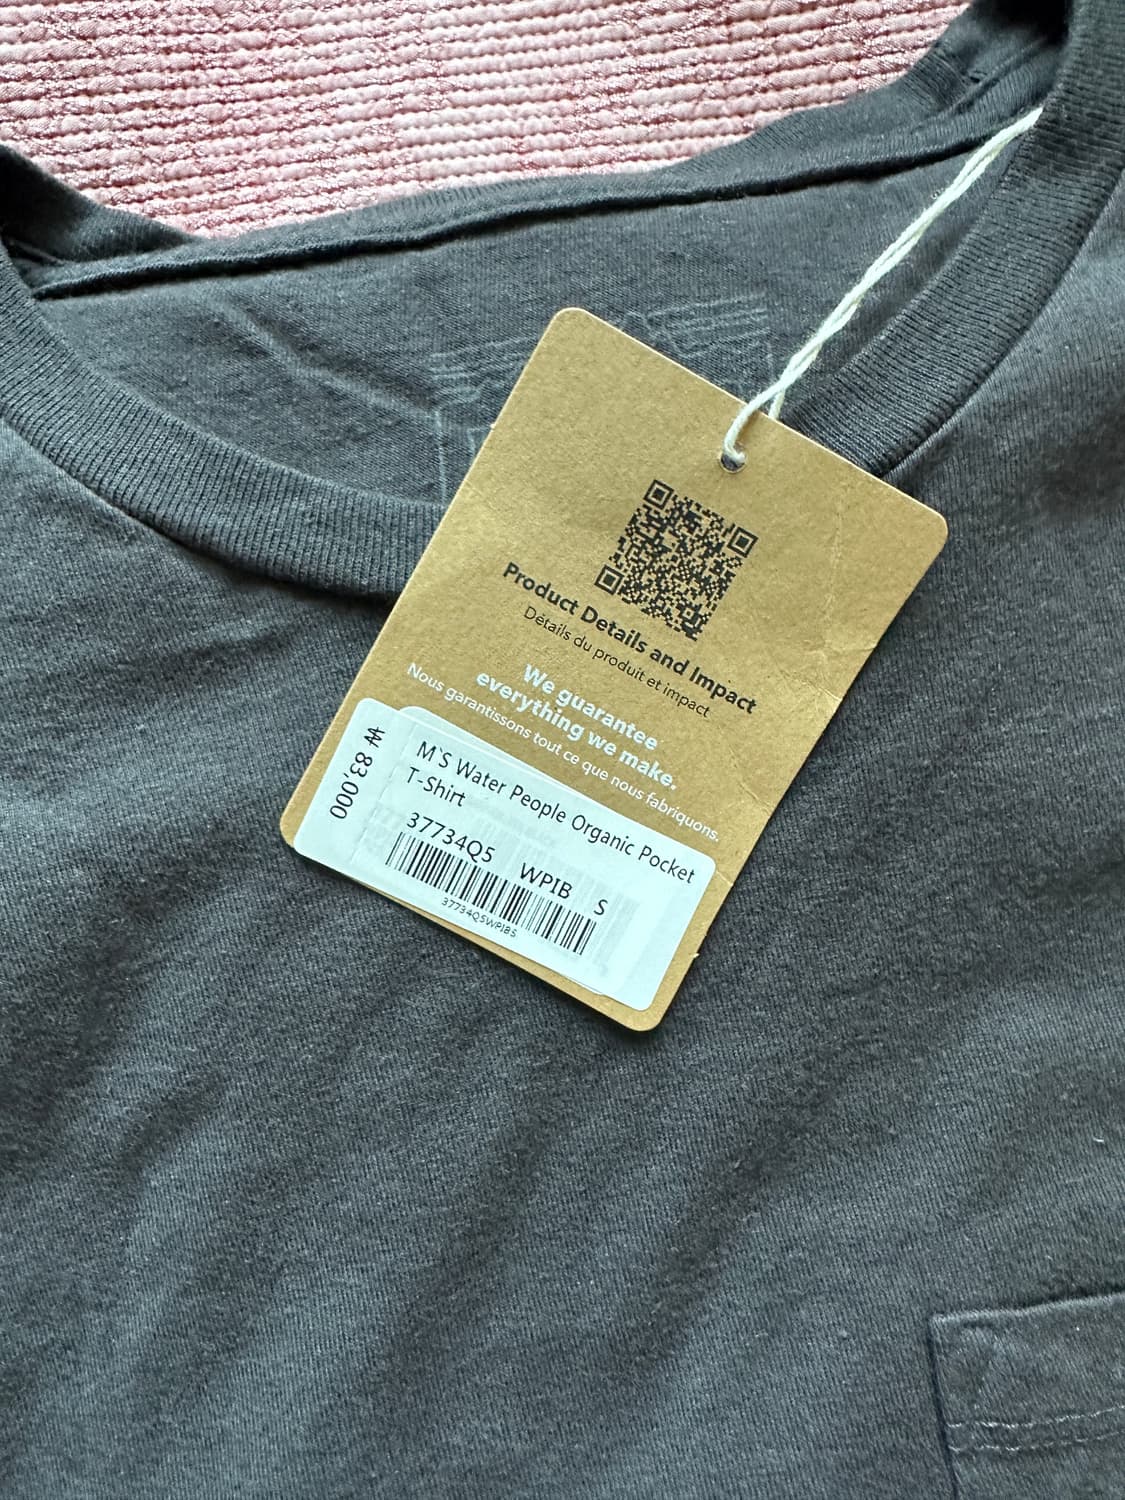 Product Details and Impact
Détails du produit et impact
We guarantee
everything we make.
Nous garantissons tout ce que nous fabriquons.
₩ 83,000
M`S Water People Organic Pocket
T-Shirt
37734Q5 WPIB S
37734Q5WPIBS